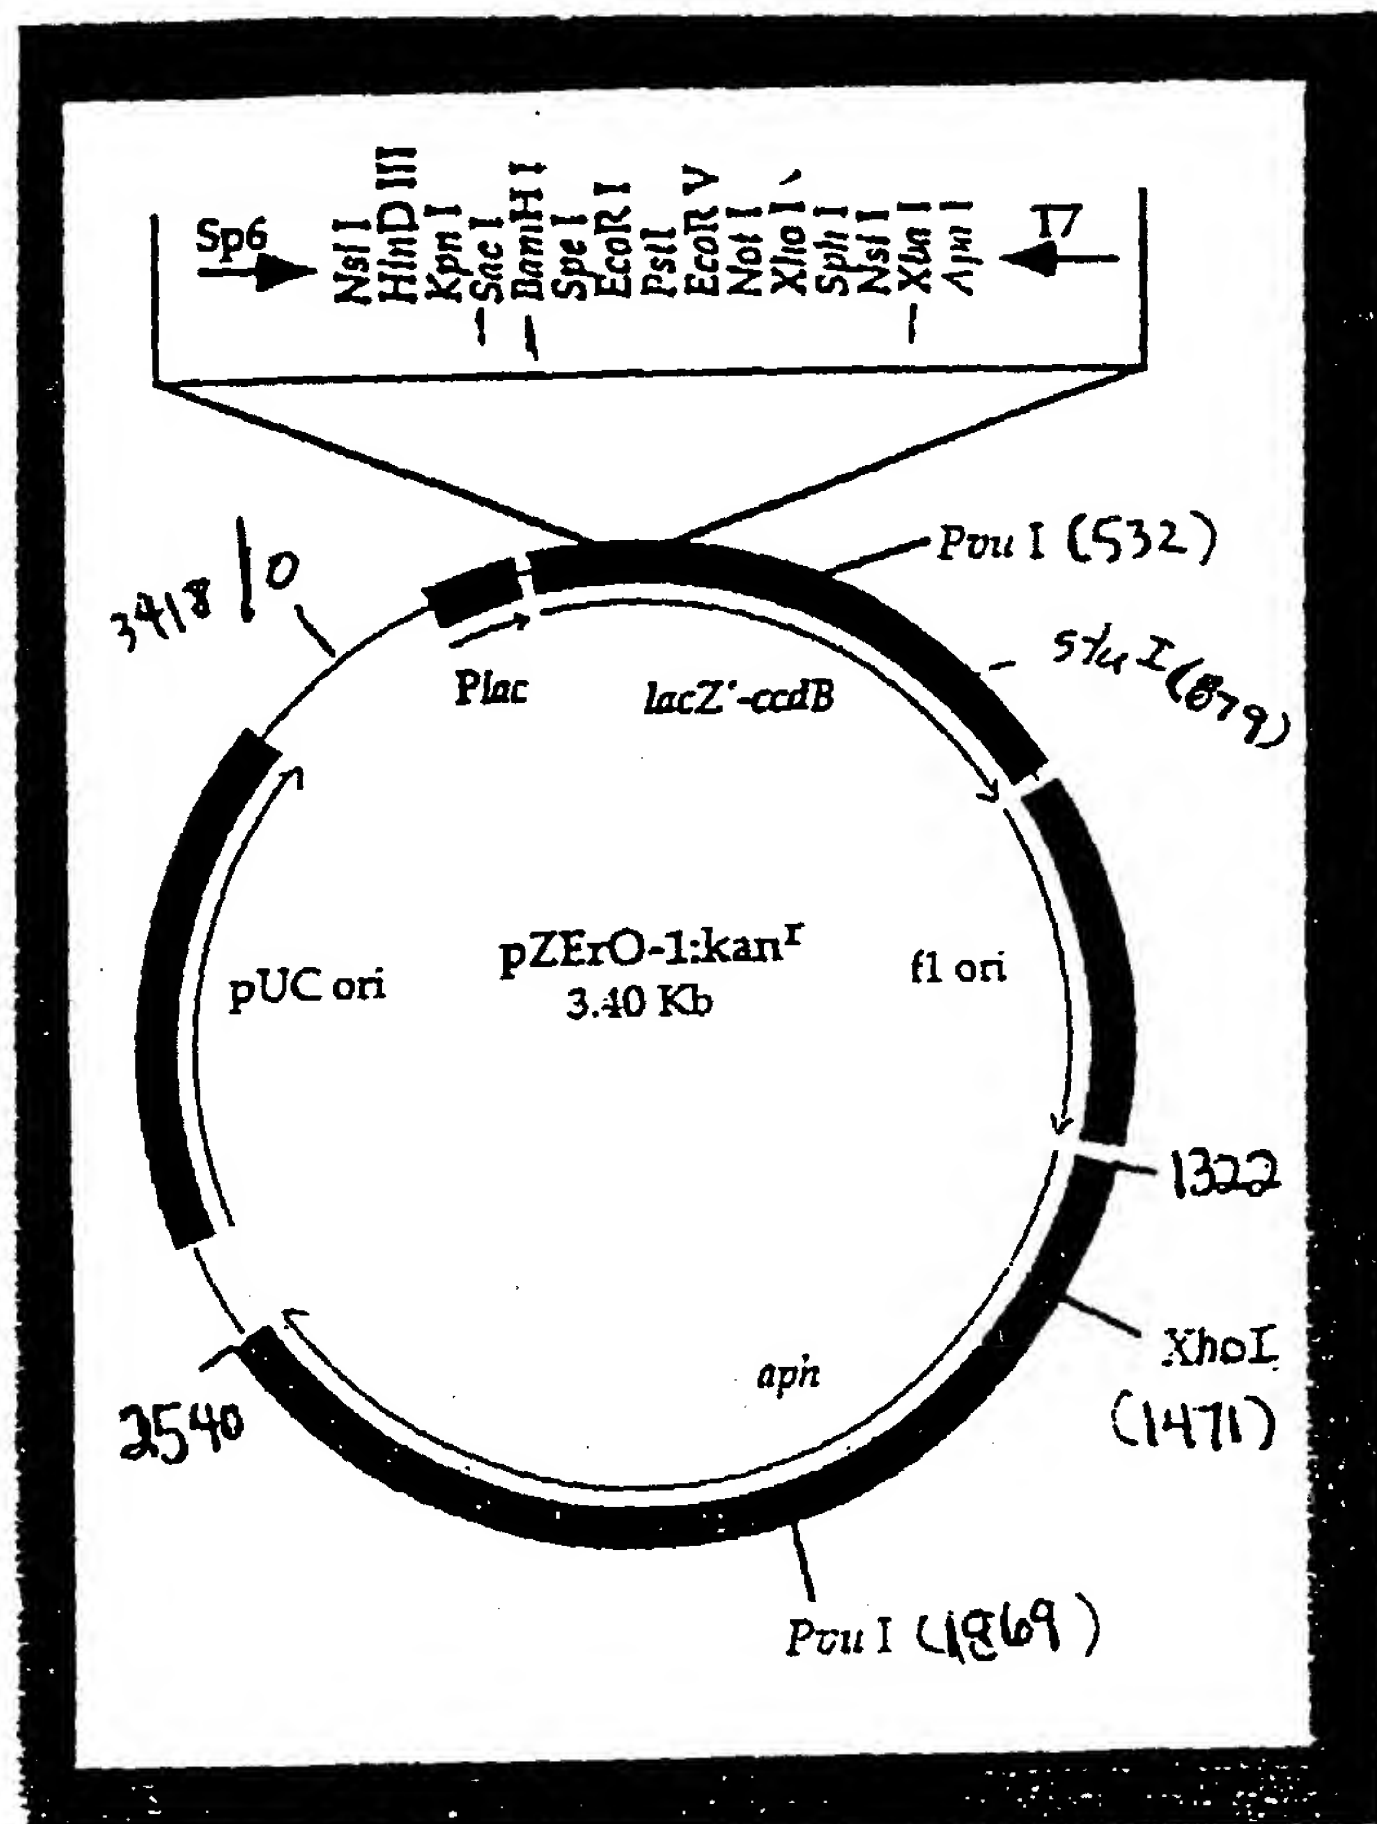 Sp6
Nsi I
HinD III
Kpn I
Sac I
BamH I
Spe I
EcoR I
PstI
EcoR V
Not I
Xho I
Sph I
Nsi I
Xba I
Apa I
T7
3418 / 0
Pvu I (532)
Stu I (879)
Plac
lacZ'-ccdB
pUC ori
pZErO-1:kanʳ
3.40 Kb
f1 ori
1322
XhoI
(1471)
aph
2540
Pvu I (1869)